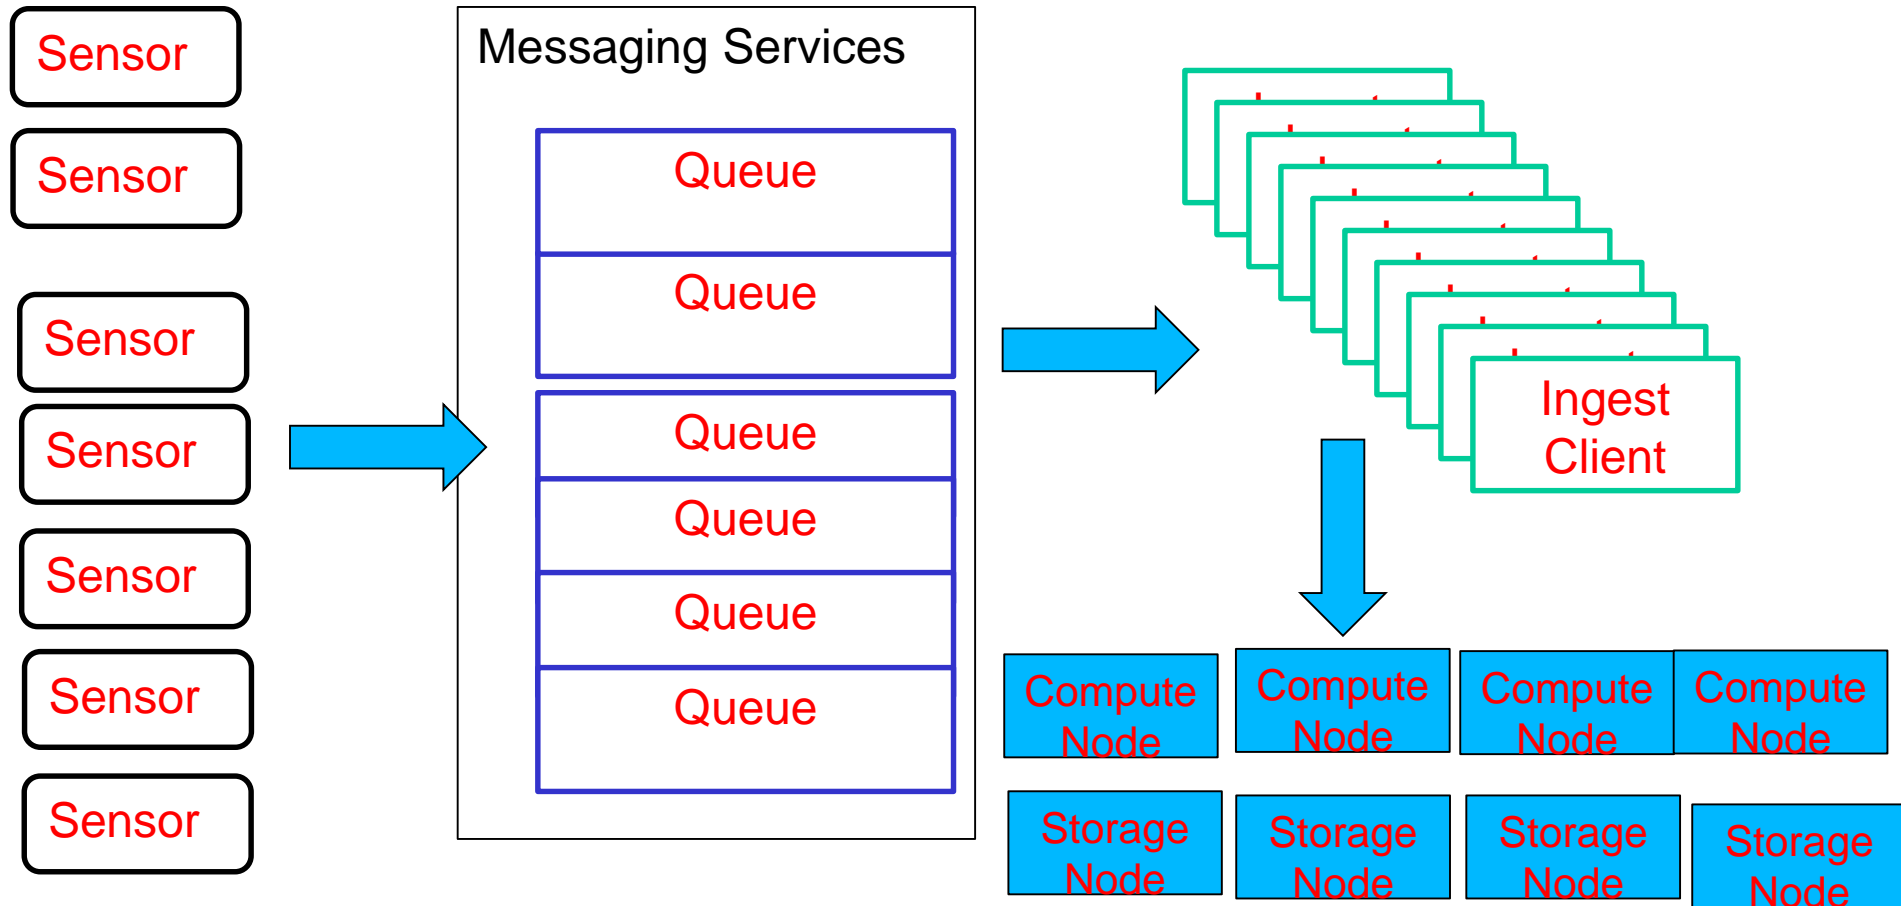 Sensor
Sensor
Sensor
Sensor
Sensor
Sensor
Sensor
Messaging Services
Queue
Queue
Queue
Queue
Queue
Queue
Ingest
Client
Compute
Node
Compute
Node
Compute
Node
Compute
Node
Storage
Node
Storage
Node
Storage
Node
Storage
Node